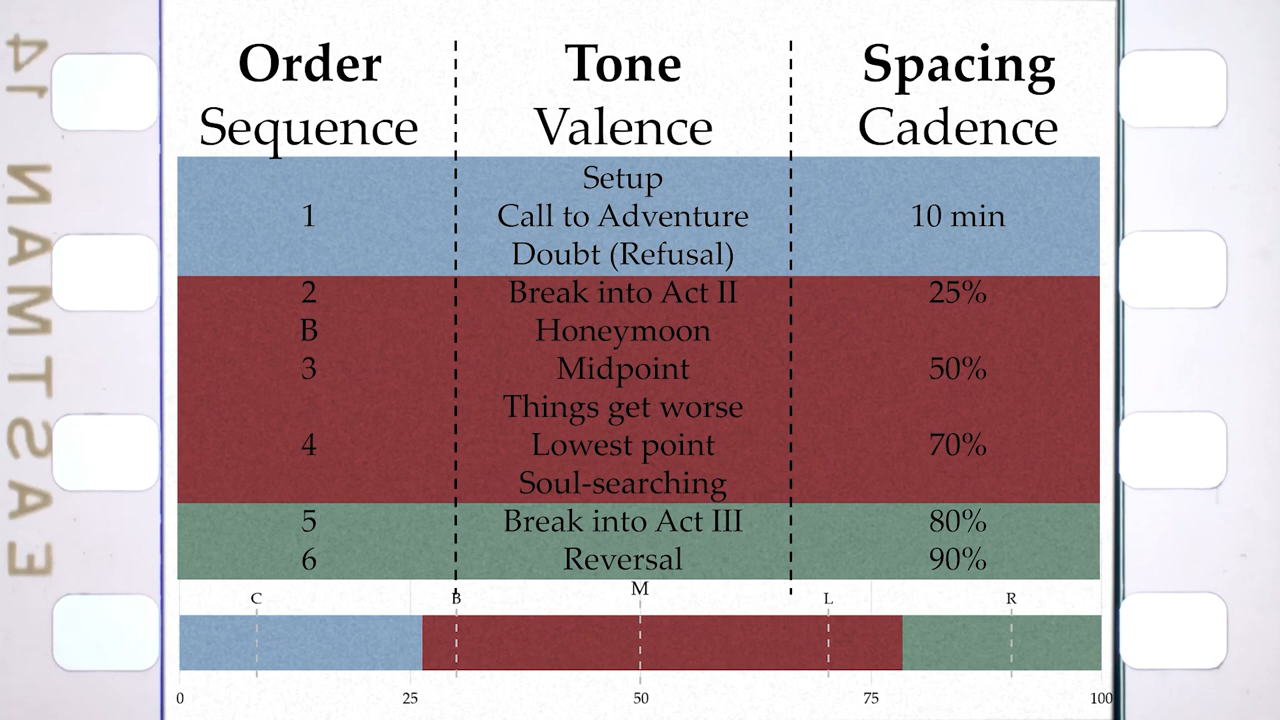 Order Tone Spacing
Sequence Valence Cadence
Setup
1 Call to Adventure 10 min
Doubt (Refusal)
2 Break into Act II 25%
B Honeymoon
3 Midpoint 50%
Things get worse
4 Lowest point 70%
Soul-searching
5 Break into Act III 80%
6 Reversal 90%
C B M L R
0 25 50 75 100
EASTMAN 14